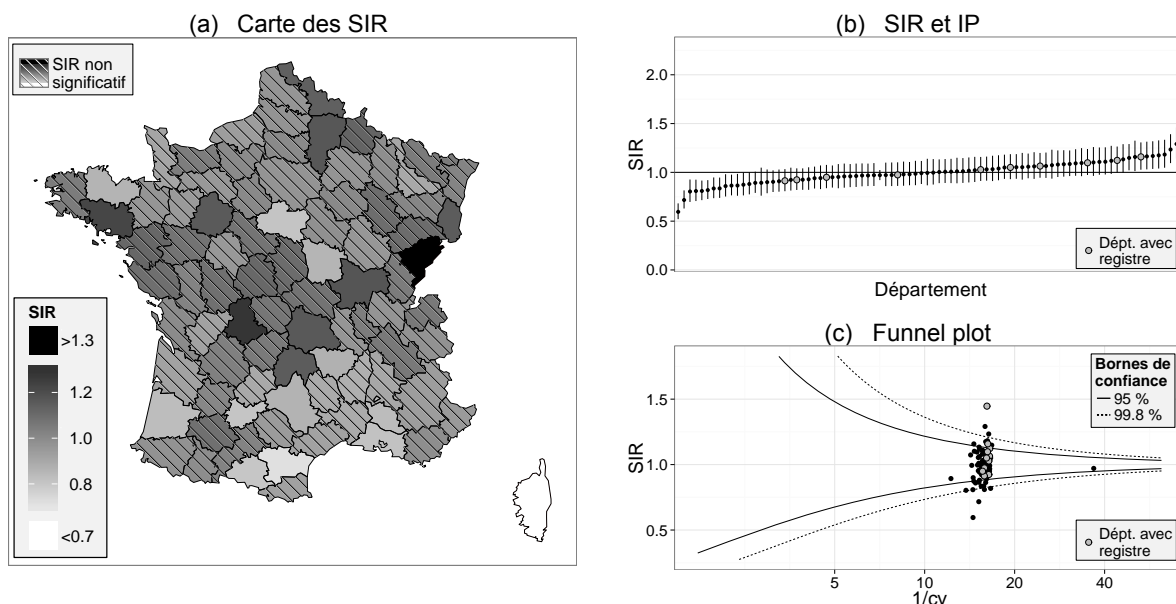 (a) Carte des SIR
SIR non
significatif
SIR
>1.3
1.2
1.0
0.8
<0.7
(b) SIR et IP
SIR
2.0
1.5
1.0
0.5
0.0
Dépt. avec
registre
Département
(c) Funnel plot
SIR
1.5
1.0
0.5
Bornes de
confiance
95 %
99.8 %
Dépt. avec
registre
5
10
20
40
1/cv